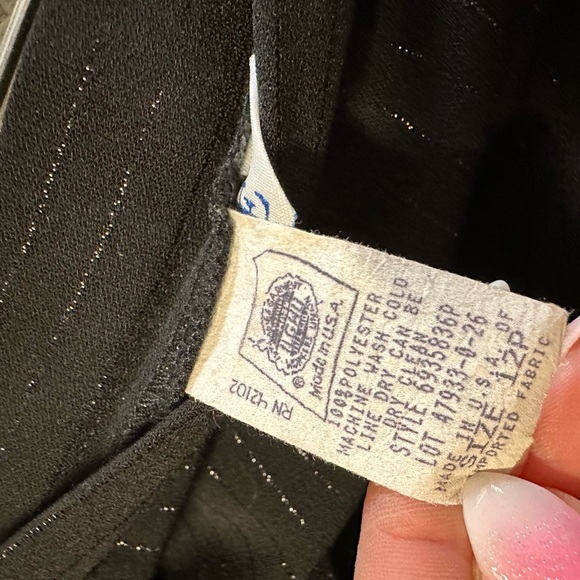 Made in U.S.A.
RN 42102
100% POLYESTER
MACHINE WASH COLD
LINE DRY CAN BE
DRY CLEAN
STYLE 6935836P
LOT 47933-0-26
MADE IN U.S.A. OF
SIZE 12P
IMPORTED FABRIC